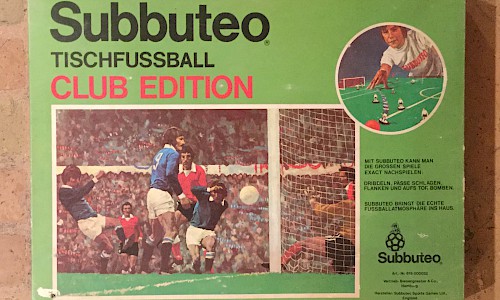 Subbuteo®
TISCHFUSSBALL
CLUB EDITION
MIT SUBBUTEO KANN MAN
DIE GROSSEN SPIELE
EXACT NACHSPIELEN:
DRIBBELN, PÄSSE SCHLAGEN,
FLANKEN UND AUFS TOR BOMBEN.
SUBBUTEO BRINGT DIE ECHTE
FUSSBALLATMOSPHÄRE INS HAUS.
Subbuteo
England